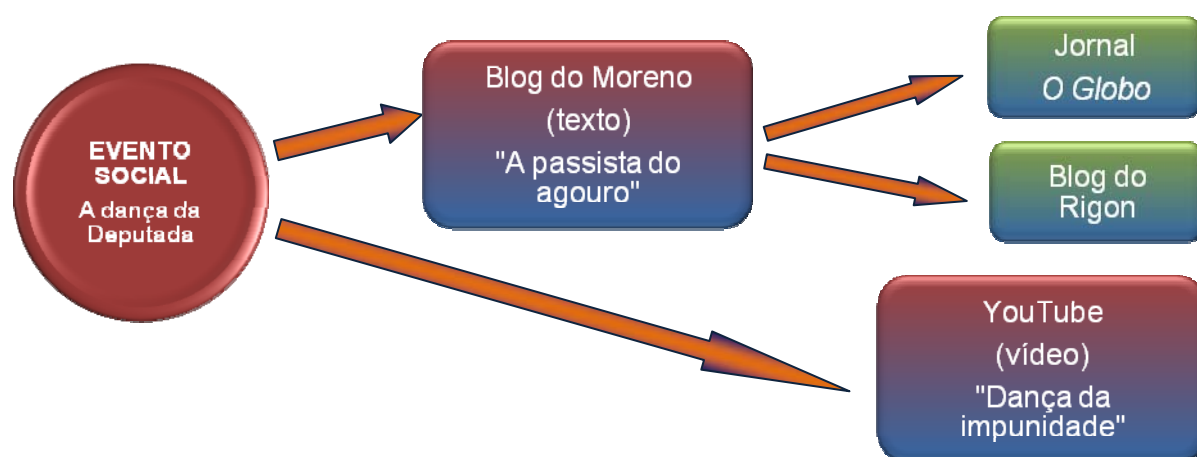 EVENTO
SOCIAL
A dança da
Deputada
Blog do Moreno
(texto)
"A passista do
agouro"
Jornal
O Globo
Blog do
Rigon
YouTube
(vídeo)
"Dança da
impunidade"